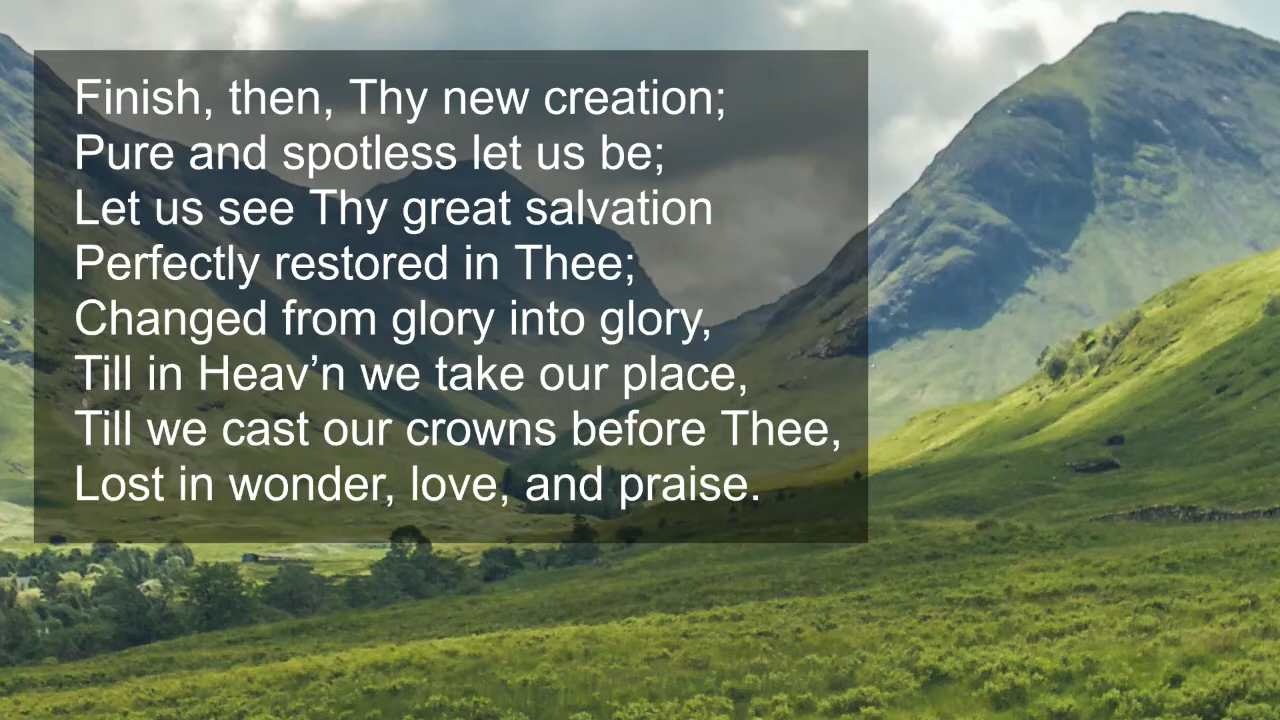 Finish, then, Thy new creation;
Pure and spotless let us be;
Let us see Thy great salvation
Perfectly restored in Thee;
Changed from glory into glory,
Till in Heav’n we take our place,
Till we cast our crowns before Thee,
Lost in wonder, love, and praise.